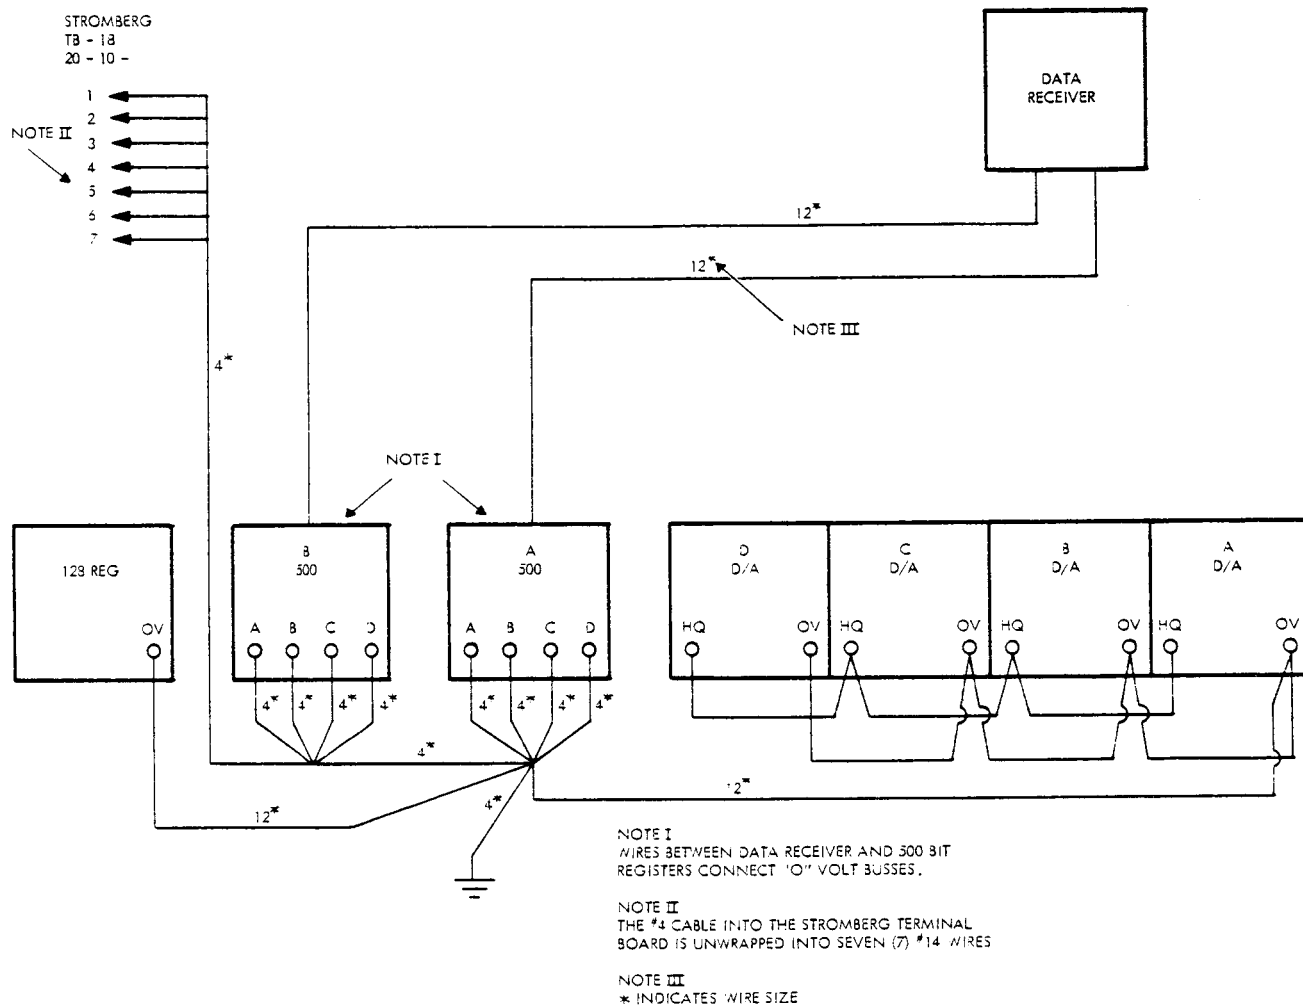 STROMBERG
TB - 18
20 - 10 -
1
2
3
4
5
6
7
NOTE II
DATA
RECEIVER
12*
12*
NOTE III
4*
NOTE I
128 REG
OV
B
500
A B C D
A
500
A B C D
D
D/A
HQ OV
C
D/A
HQ OV
B
D/A
HQ OV
A
D/A
HQ OV
4* 4* 4* 4*
4* 4* 4* 4*
4*
12*
4*
12*
NOTE I
WIRES BETWEEN DATA RECEIVER AND 500 BIT
REGISTERS CONNECT "O" VOLT BUSSES.
NOTE II
THE #4 CABLE INTO THE STROMBERG TERMINAL
BOARD IS UNWRAPPED INTO SEVEN (7) #14 WIRES
NOTE III
* INDICATES WIRE SIZE